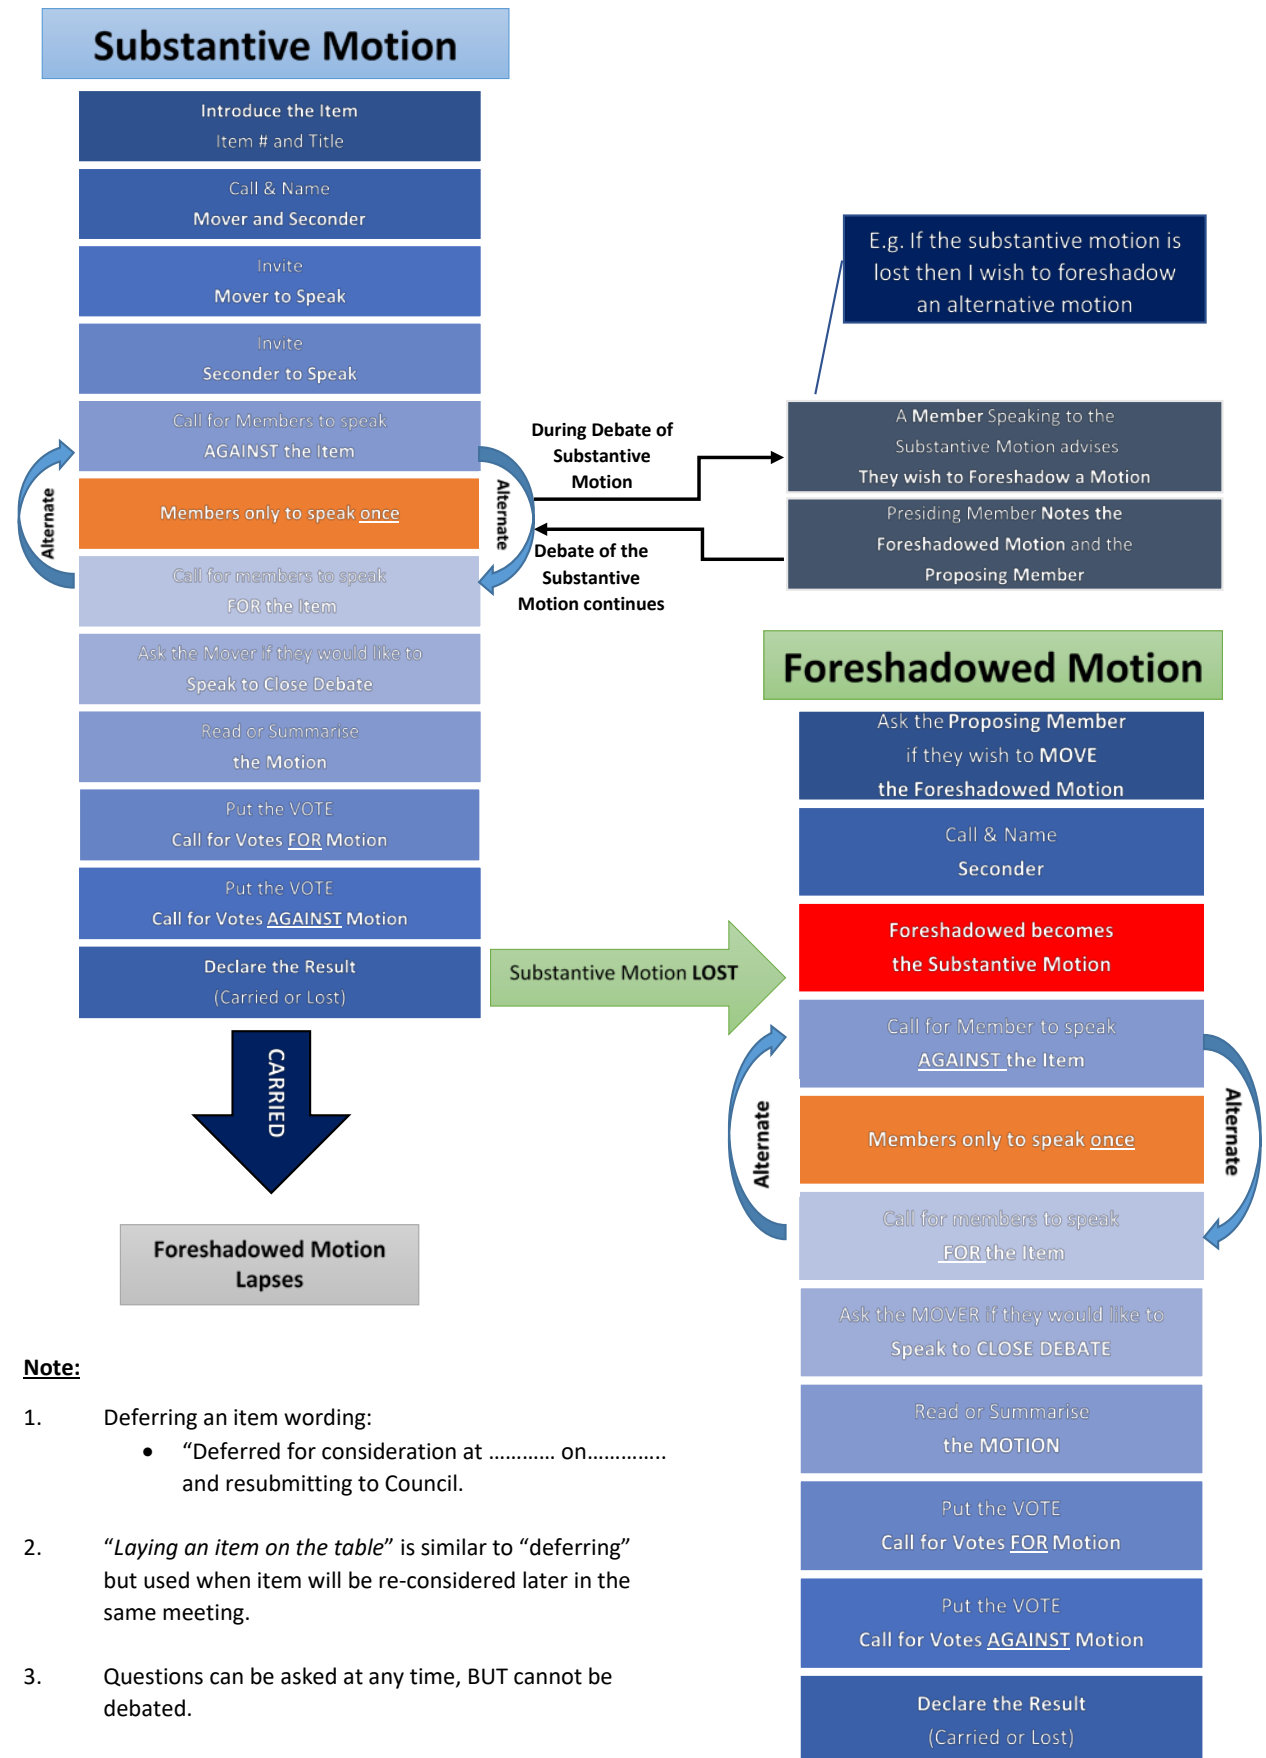 Substantive Motion
Introduce the Item
Item # and Title
Call & Name
Mover and Seconder
Invite
Mover to Speak
Invite
Seconder to Speak
Call for Members to speak
AGAINST the Item
Alternate
Members only to speak once
Alternate
Call for members to speak
FOR the Item
Ask the Mover if they would like to
Speak to Close Debate
Read or Summarise
the Motion
Put the VOTE
Call for Votes FOR Motion
Put the VOTE
Call for Votes AGAINST Motion
Declare the Result
(Carried or Lost)
CARRIED
Foreshadowed Motion
Lapses
During Debate of
Substantive
Motion
Debate of the
Substantive
Motion continues
E.g. If the substantive motion is
lost then I wish to foreshadow
an alternative motion
A Member Speaking to the
Substantive Motion advises
They wish to Foreshadow a Motion
Presiding Member Notes the
Foreshadowed Motion and the
Proposing Member
Substantive Motion LOST
Foreshadowed Motion
Ask the Proposing Member
if they wish to MOVE
the Foreshadowed Motion
Call & Name
Seconder
Foreshadowed becomes
the Substantive Motion
Call for Member to speak
AGAINST the Item
Alternate
Members only to speak once
Alternate
Call for members to speak
FOR the Item
Ask the MOVER if they would like to
Speak to CLOSE DEBATE
Read or Summarise
the MOTION
Put the VOTE
Call for Votes FOR Motion
Put the VOTE
Call for Votes AGAINST Motion
Declare the Result
(Carried or Lost)
Note:
1. Deferring an item wording:
• “Deferred for consideration at ………… on…………..
and resubmitting to Council.
2. “Laying an item on the table” is similar to “deferring”
but used when item will be re-considered later in the
same meeting.
3. Questions can be asked at any time, BUT cannot be
debated.